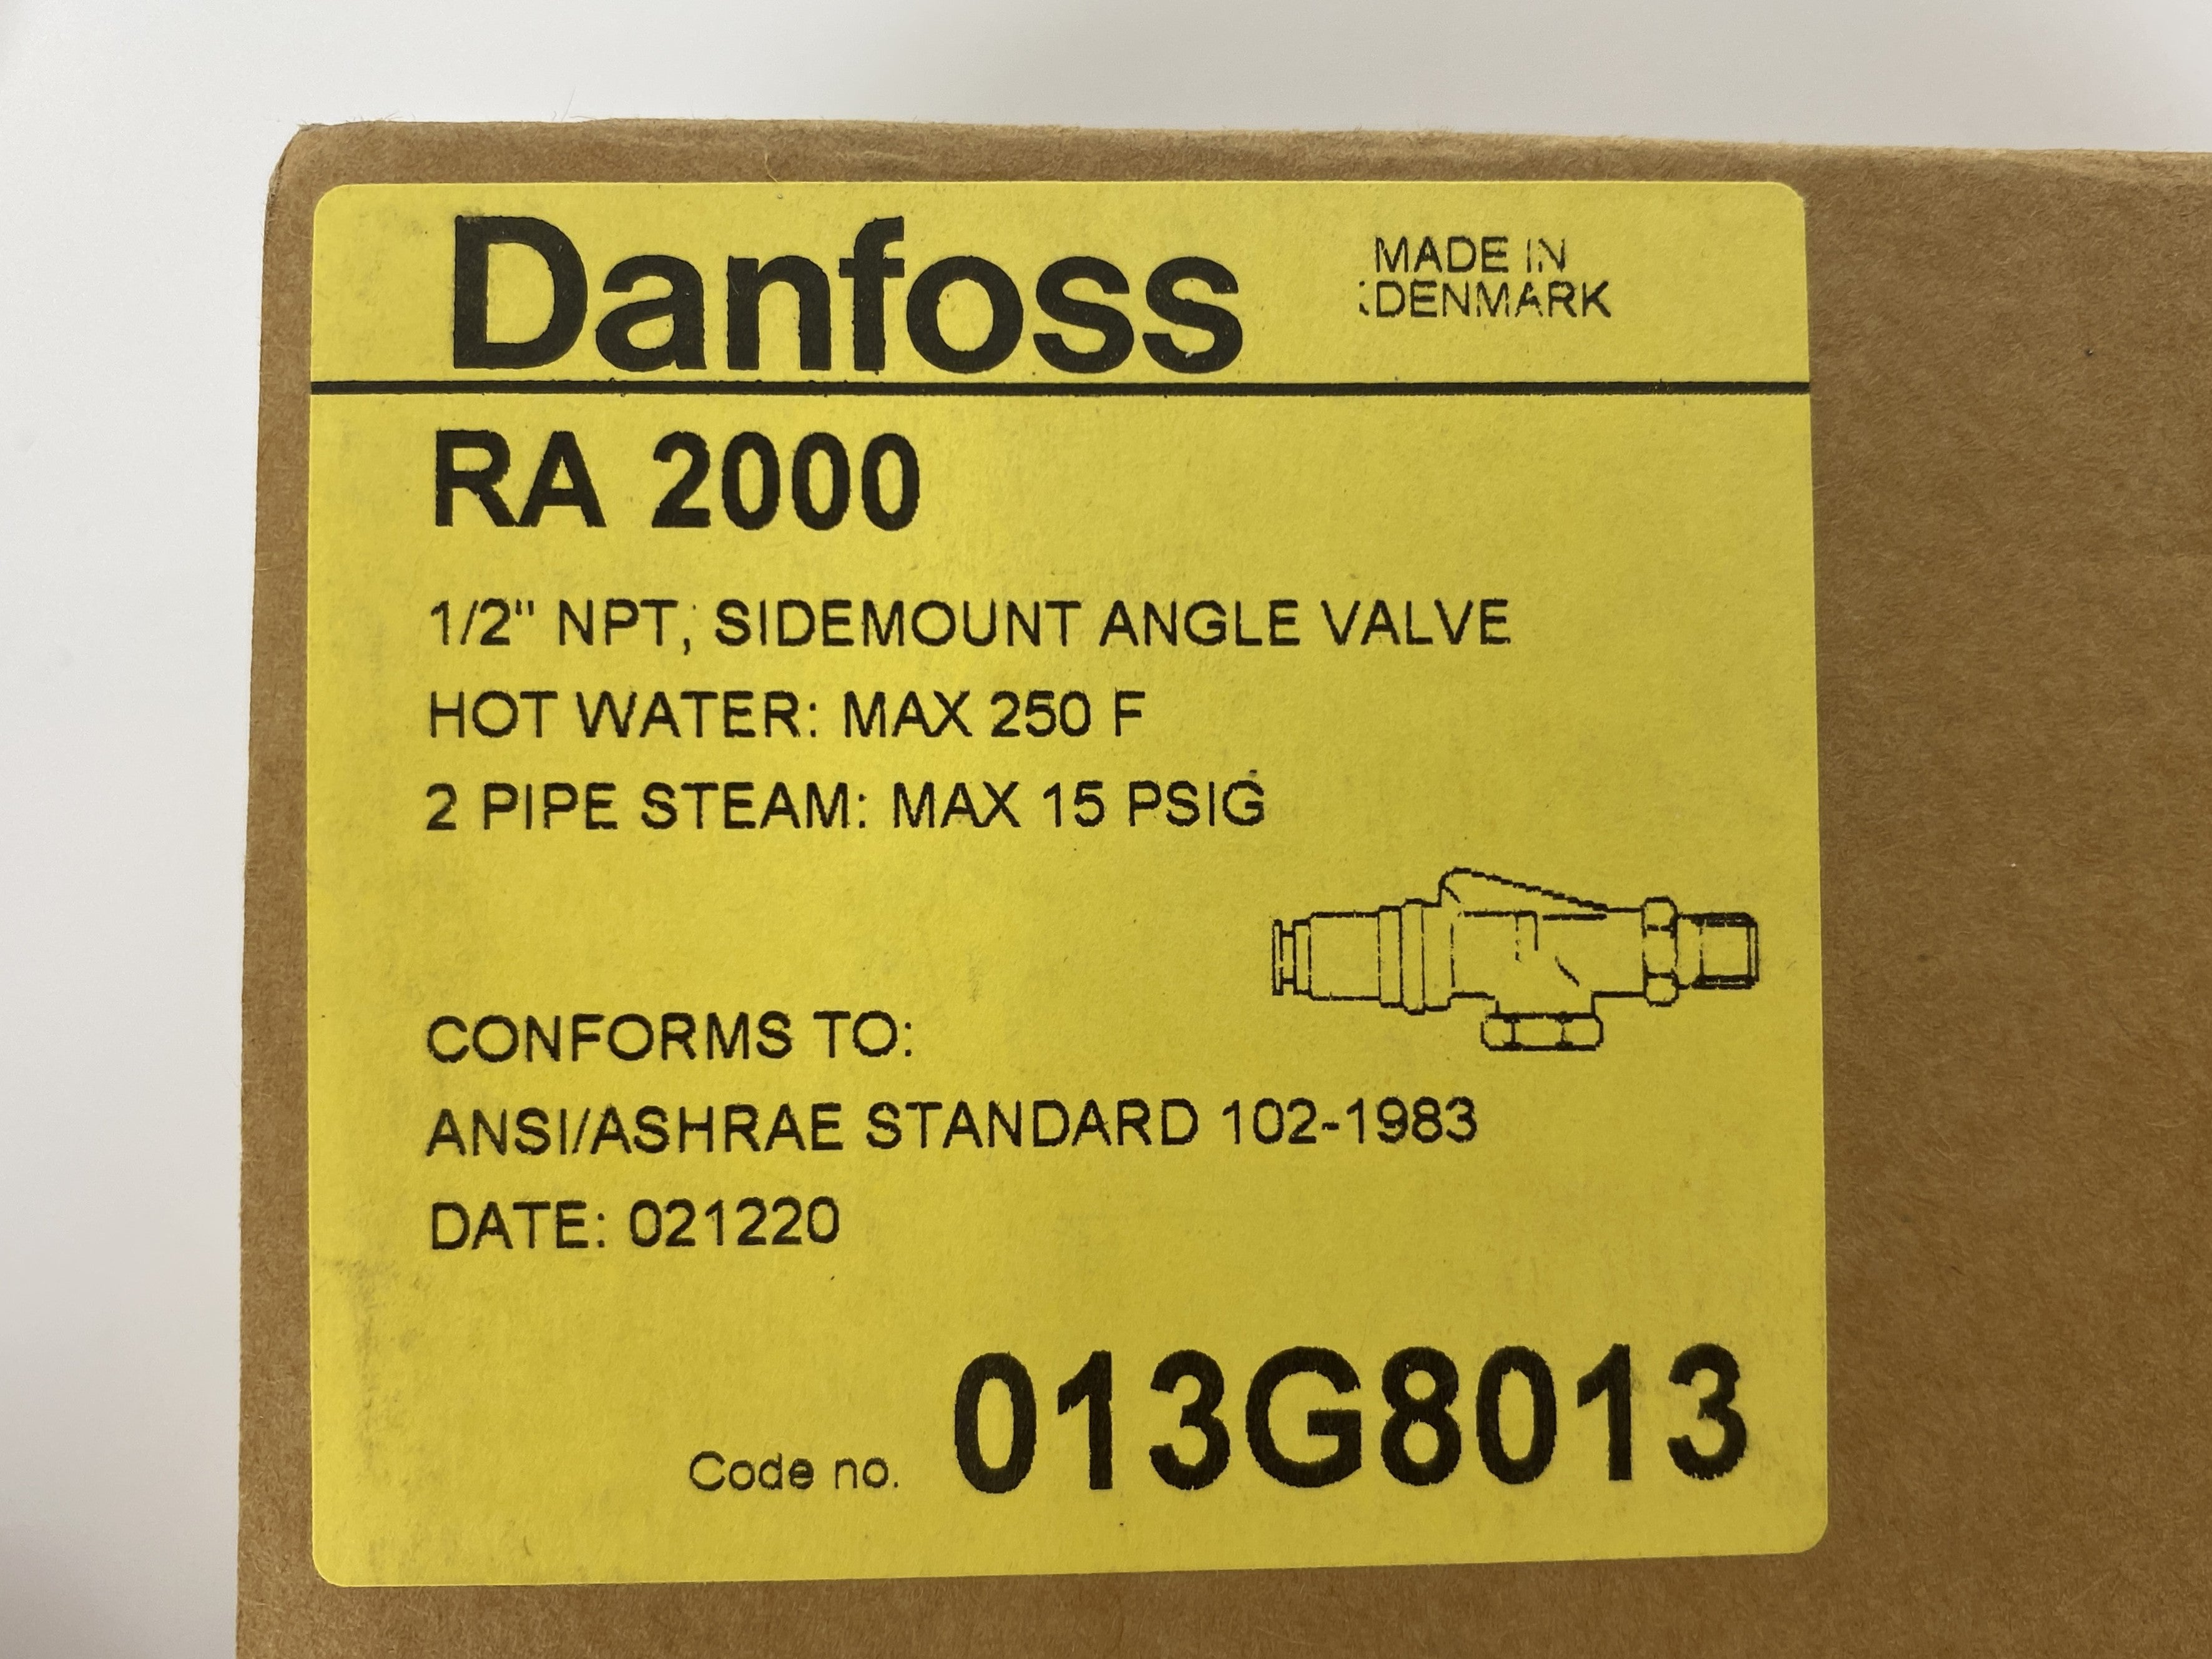 Danfoss
MADE IN
DENMARK
RA 2000
1/2" NPT, SIDEMOUNT ANGLE VALVE
HOT WATER: MAX 250 F
2 PIPE STEAM: MAX 15 PSIG
CONFORMS TO:
ANSI/ASHRAE STANDARD 102-1983
DATE: 021220
Code no. 013G8013